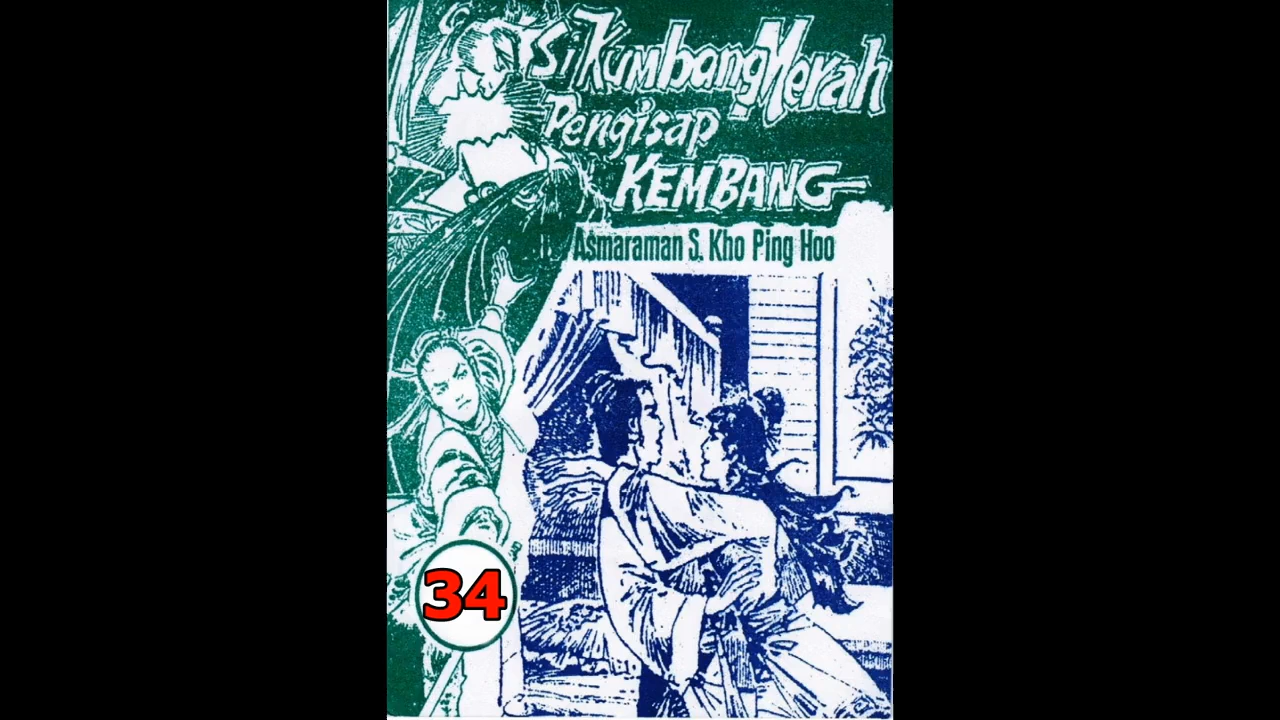 Si Kumbang Merah
Pengisap
KEMBANG
Asmaraman S. Kho Ping Hoo
34